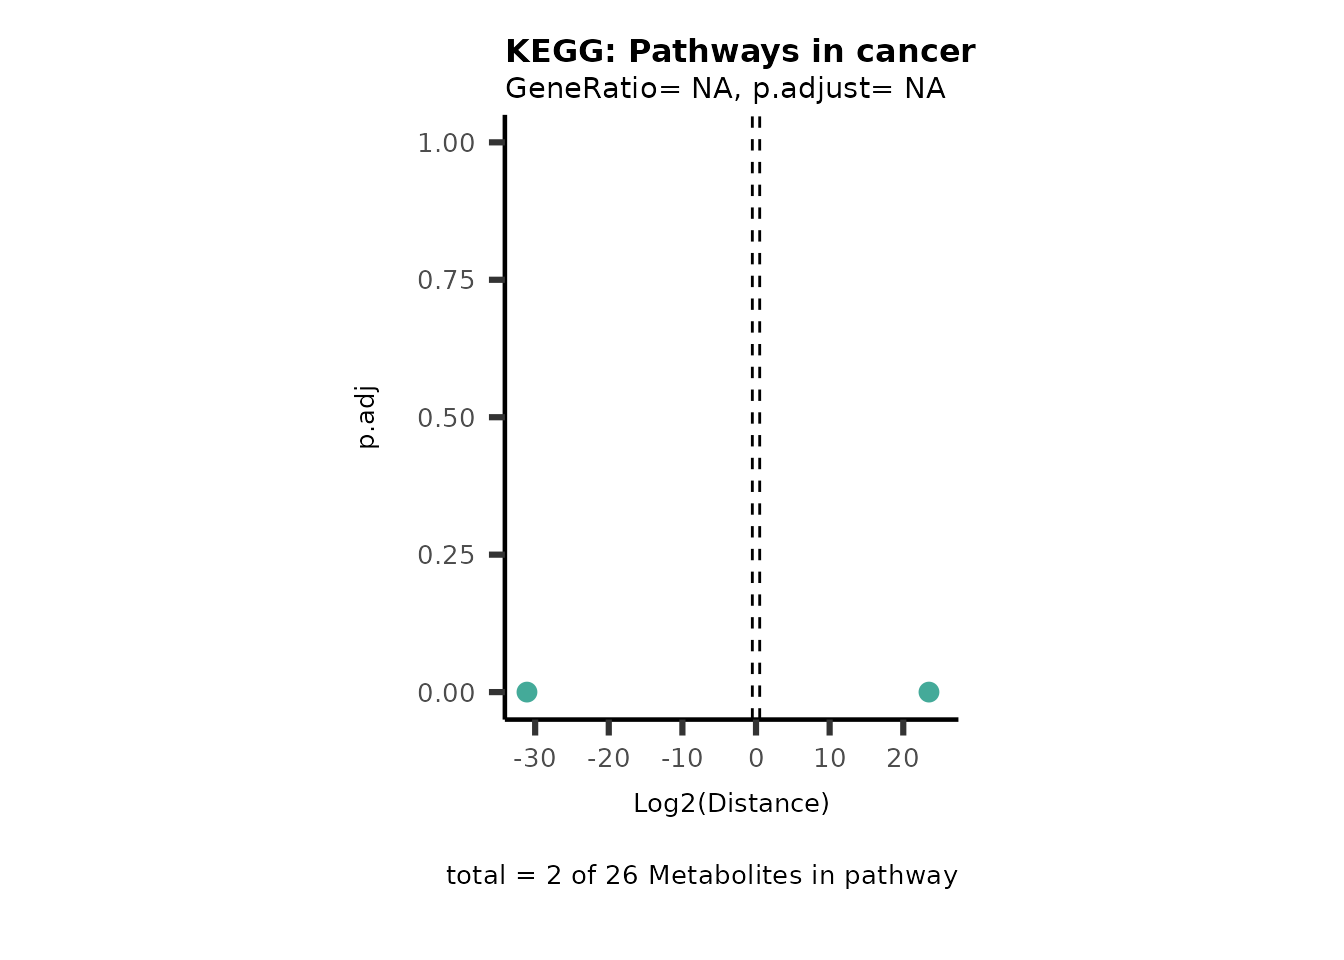 KEGG: Pathways in cancer
GeneRatio= NA, p.adjust= NA
1.00
0.75
0.50
0.25
0.00
p.adj
-30 -20 -10 0 10 20
Log2(Distance)
total = 2 of 26 Metabolites in pathway